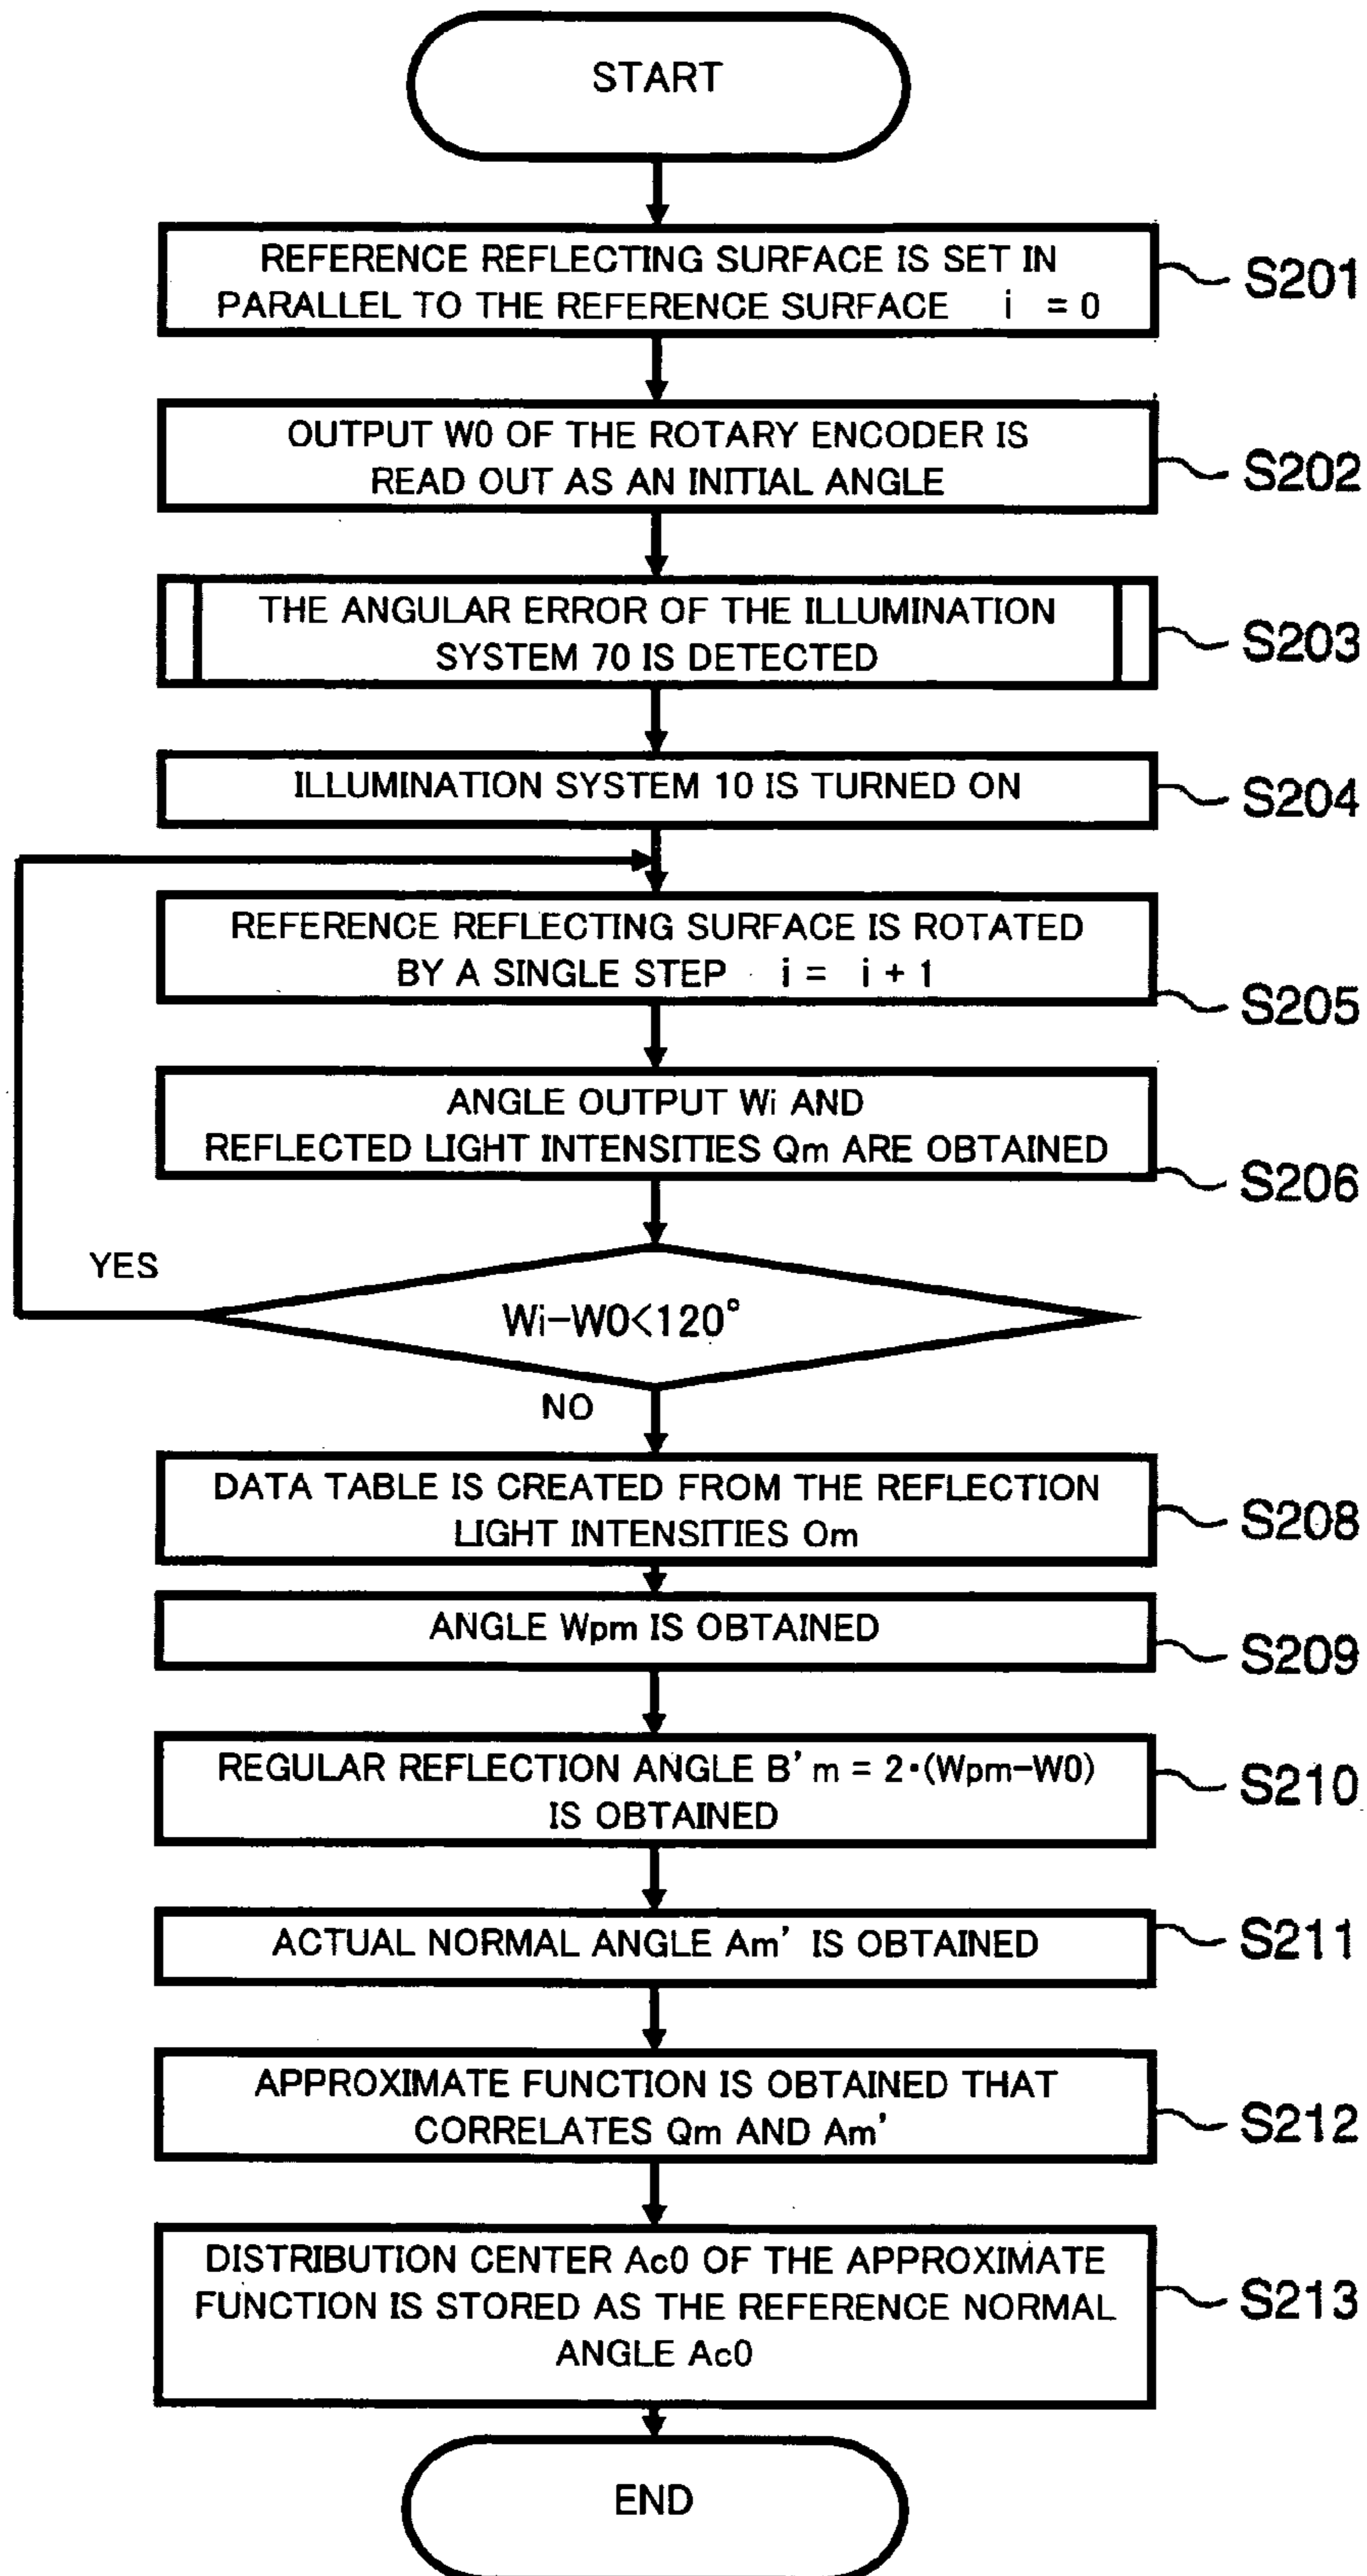 START
REFERENCE REFLECTING SURFACE IS SET IN
PARALLEL TO THE REFERENCE SURFACE i = 0
S201
OUTPUT W0 OF THE ROTARY ENCODER IS
READ OUT AS AN INITIAL ANGLE
S202
THE ANGULAR ERROR OF THE ILLUMINATION
SYSTEM 70 IS DETECTED
S203
ILLUMINATION SYSTEM 10 IS TURNED ON
S204
REFERENCE REFLECTING SURFACE IS ROTATED
BY A SINGLE STEP i = i + 1
S205
ANGLE OUTPUT Wi AND
REFLECTED LIGHT INTENSITIES Qm ARE OBTAINED
S206
YES
Wi-W0<120°
NO
DATA TABLE IS CREATED FROM THE REFLECTION
LIGHT INTENSITIES Om
S208
ANGLE Wpm IS OBTAINED
S209
REGULAR REFLECTION ANGLE B' m = 2・(Wpm-W0)
IS OBTAINED
S210
ACTUAL NORMAL ANGLE Am' IS OBTAINED
S211
APPROXIMATE FUNCTION IS OBTAINED THAT
CORRELATES Qm AND Am'
S212
DISTRIBUTION CENTER Ac0 OF THE APPROXIMATE
FUNCTION IS STORED AS THE REFERENCE NORMAL
ANGLE Ac0
S213
END